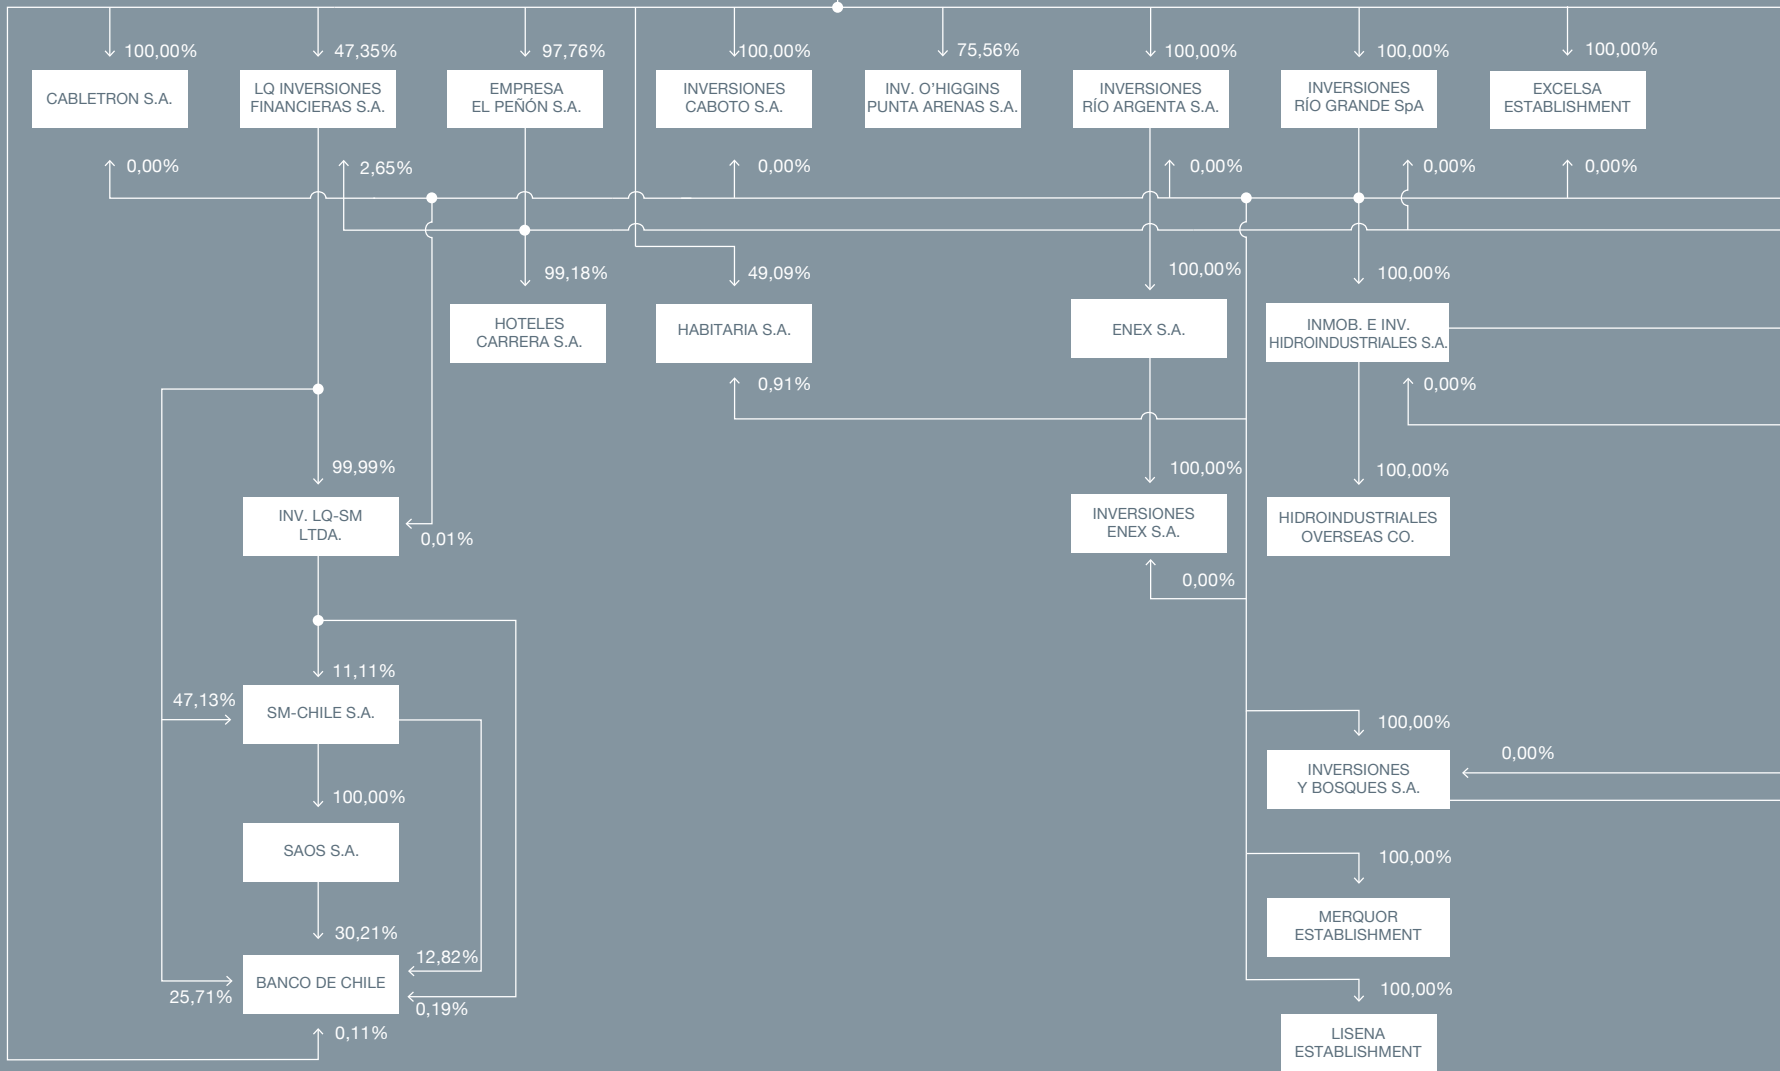 100,00%
47,35%
97,76%
100,00%
75,56%
100,00%
100,00%
100,00%
CABLETRON S.A.
LQ INVERSIONES
FINANCIERAS S.A.
EMPRESA
EL PEÑÓN S.A.
INVERSIONES
CABOTO S.A.
INV. O’HIGGINS
PUNTA ARENAS S.A.
INVERSIONES
RÍO ARGENTA S.A.
INVERSIONES
RÍO GRANDE SpA
EXCELSA
ESTABLISHMENT
0,00%
2,65%
0,00%
0,00%
0,00%
0,00%
99,18%
49,09%
100,00%
100,00%
HOTELES
CARRERA S.A.
HABITARIA S.A.
ENEX S.A.
INMOB. E INV.
HIDROINDUSTRIALES S.A.
0,91%
0,00%
99,99%
100,00%
100,00%
INV. LQ-SM
LTDA.
0,01%
INVERSIONES
ENEX S.A.
HIDROINDUSTRIALES
OVERSEAS CO.
0,00%
11,11%
47,13%
SM-CHILE S.A.
100,00%
0,00%
INVERSIONES
Y BOSQUES S.A.
100,00%
SAOS S.A.
100,00%
MERQUOR
ESTABLISHMENT
30,21%
12,82%
BANCO DE CHILE
25,71%
0,19%
0,11%
100,00%
LISENA
ESTABLISHMENT